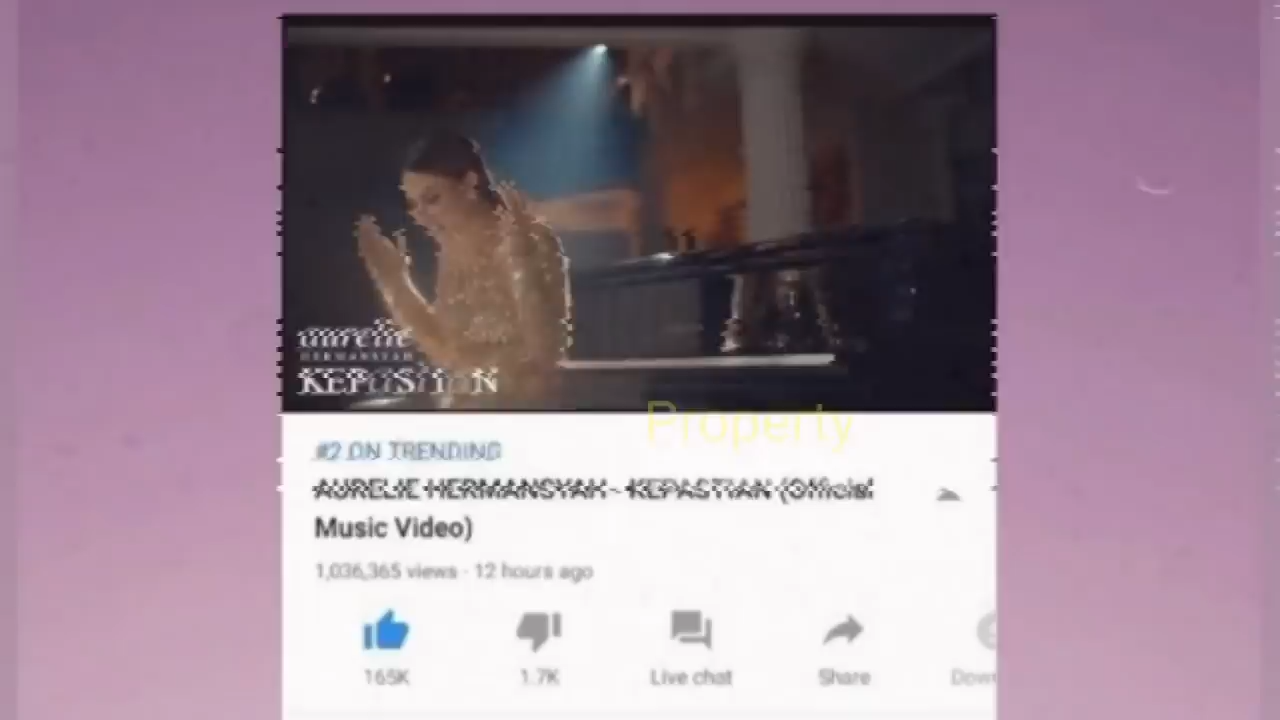 aurelie
HERMANSYAH
KEPASTIAN
Property
#2 ON TRENDING
AURELIE HERMANSYAH - KEPASTIAN (Official
Music Video)
1,036,365 views · 12 hours ago
165K
1.7K
Live chat
Share
Down